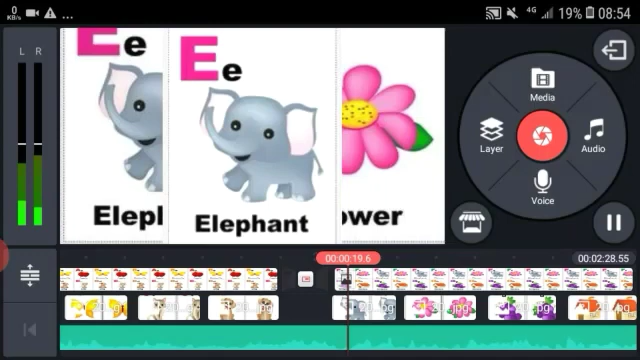 0
KB/s
...
4G
19%
08:54
L R
Ee
Ee
Elepl
Elephant
ower
Media
Layer
Audio
Voice
00:00:19.6
00:02:28.55
.jpg